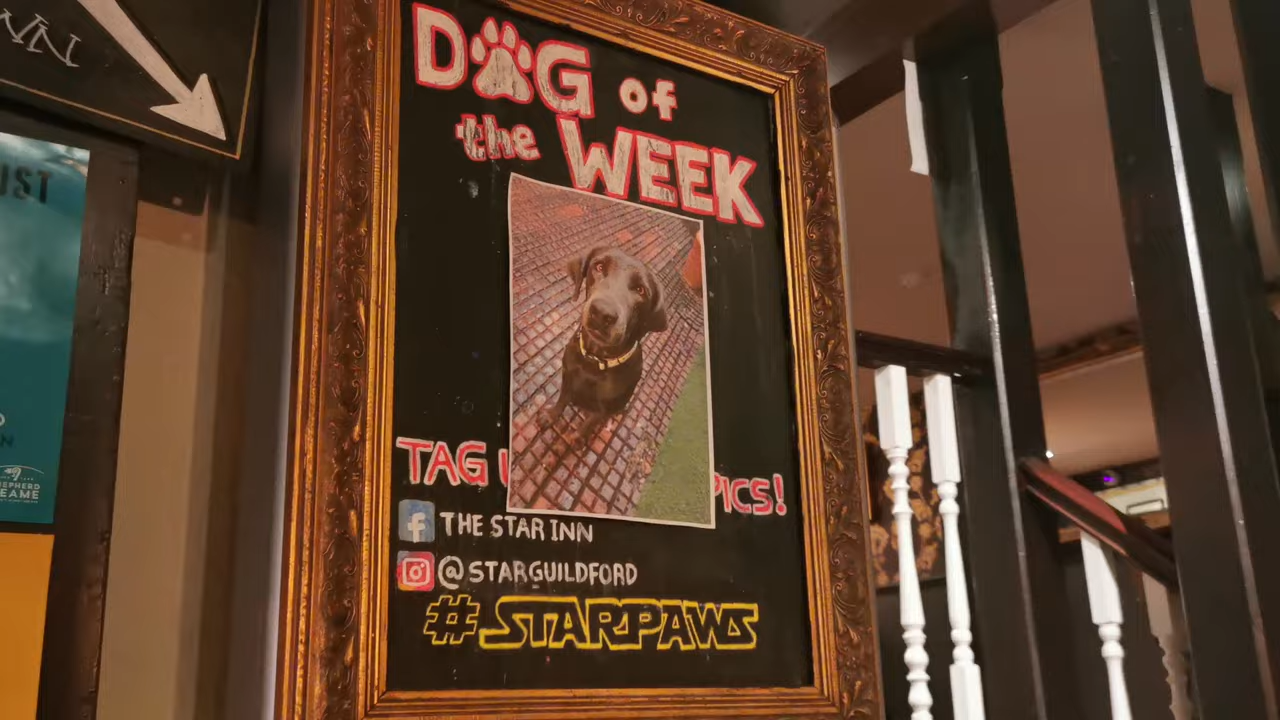 DOG of
the WEEK
TAG PICS!
THE STAR INN
@STARGUILDFORD
#STARPAWS